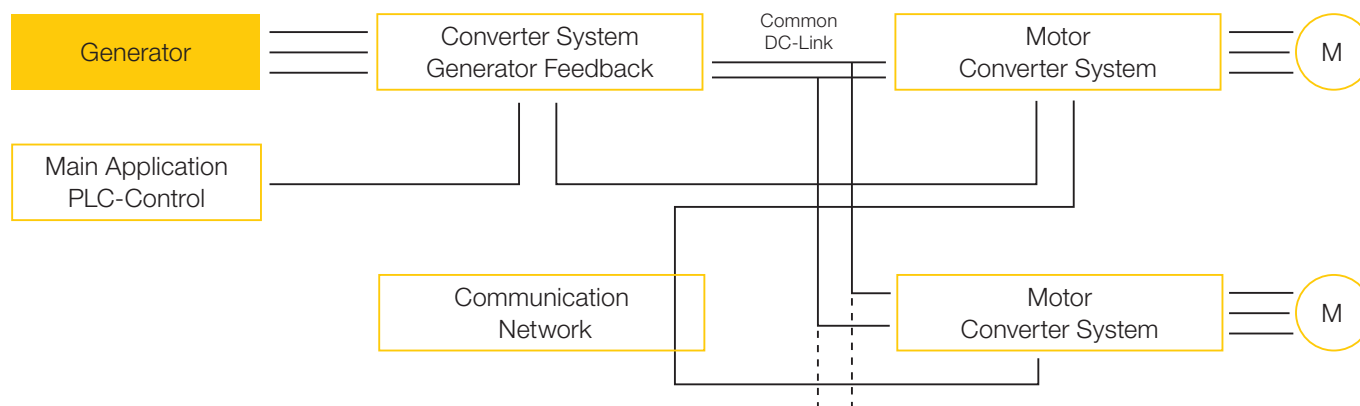 Generator
Converter System
Generator Feedback
Common
DC-Link
Motor
Converter System
M
Main Application
PLC-Control
Communication
Network
Motor
Converter System
M